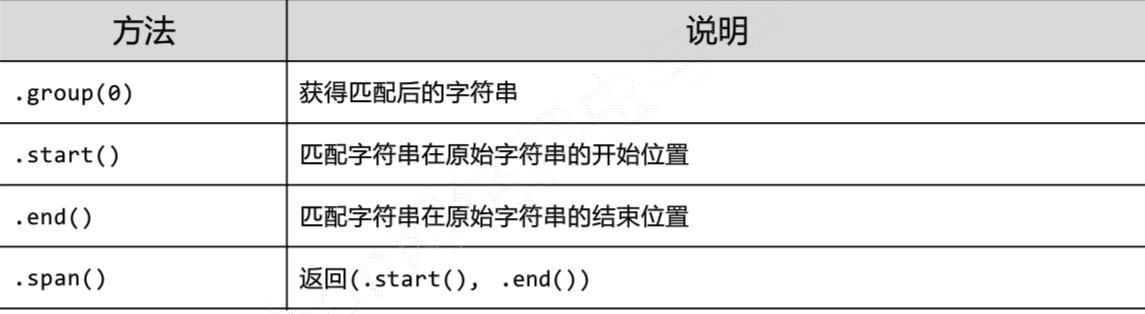 方法 说明
.group(0) 获得匹配后的字符串
.start() 匹配字符串在原始字符串的开始位置
.end() 匹配字符串在原始字符串的结束位置
.span() 返回(.start(), .end())